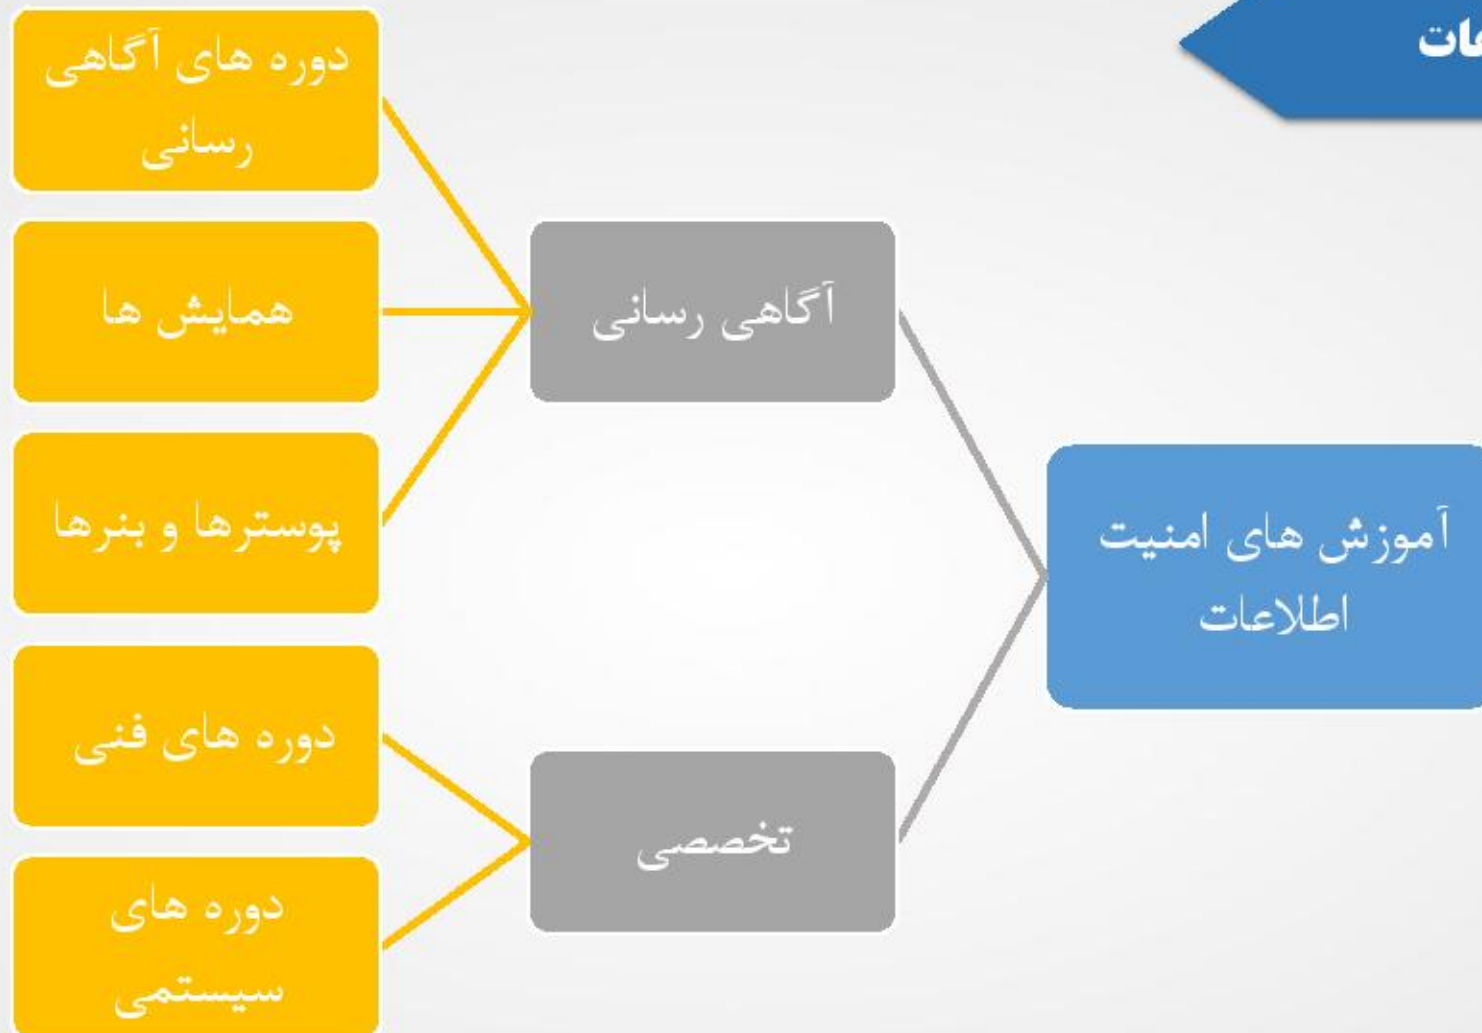 آموزش های امنیت
اطلاعات
آگاهی رسانی
دوره های آگاهی
رسانی
همایش ها
پوسترها و بنرها
تخصصی
دوره های فنی
دوره های
سیستمی